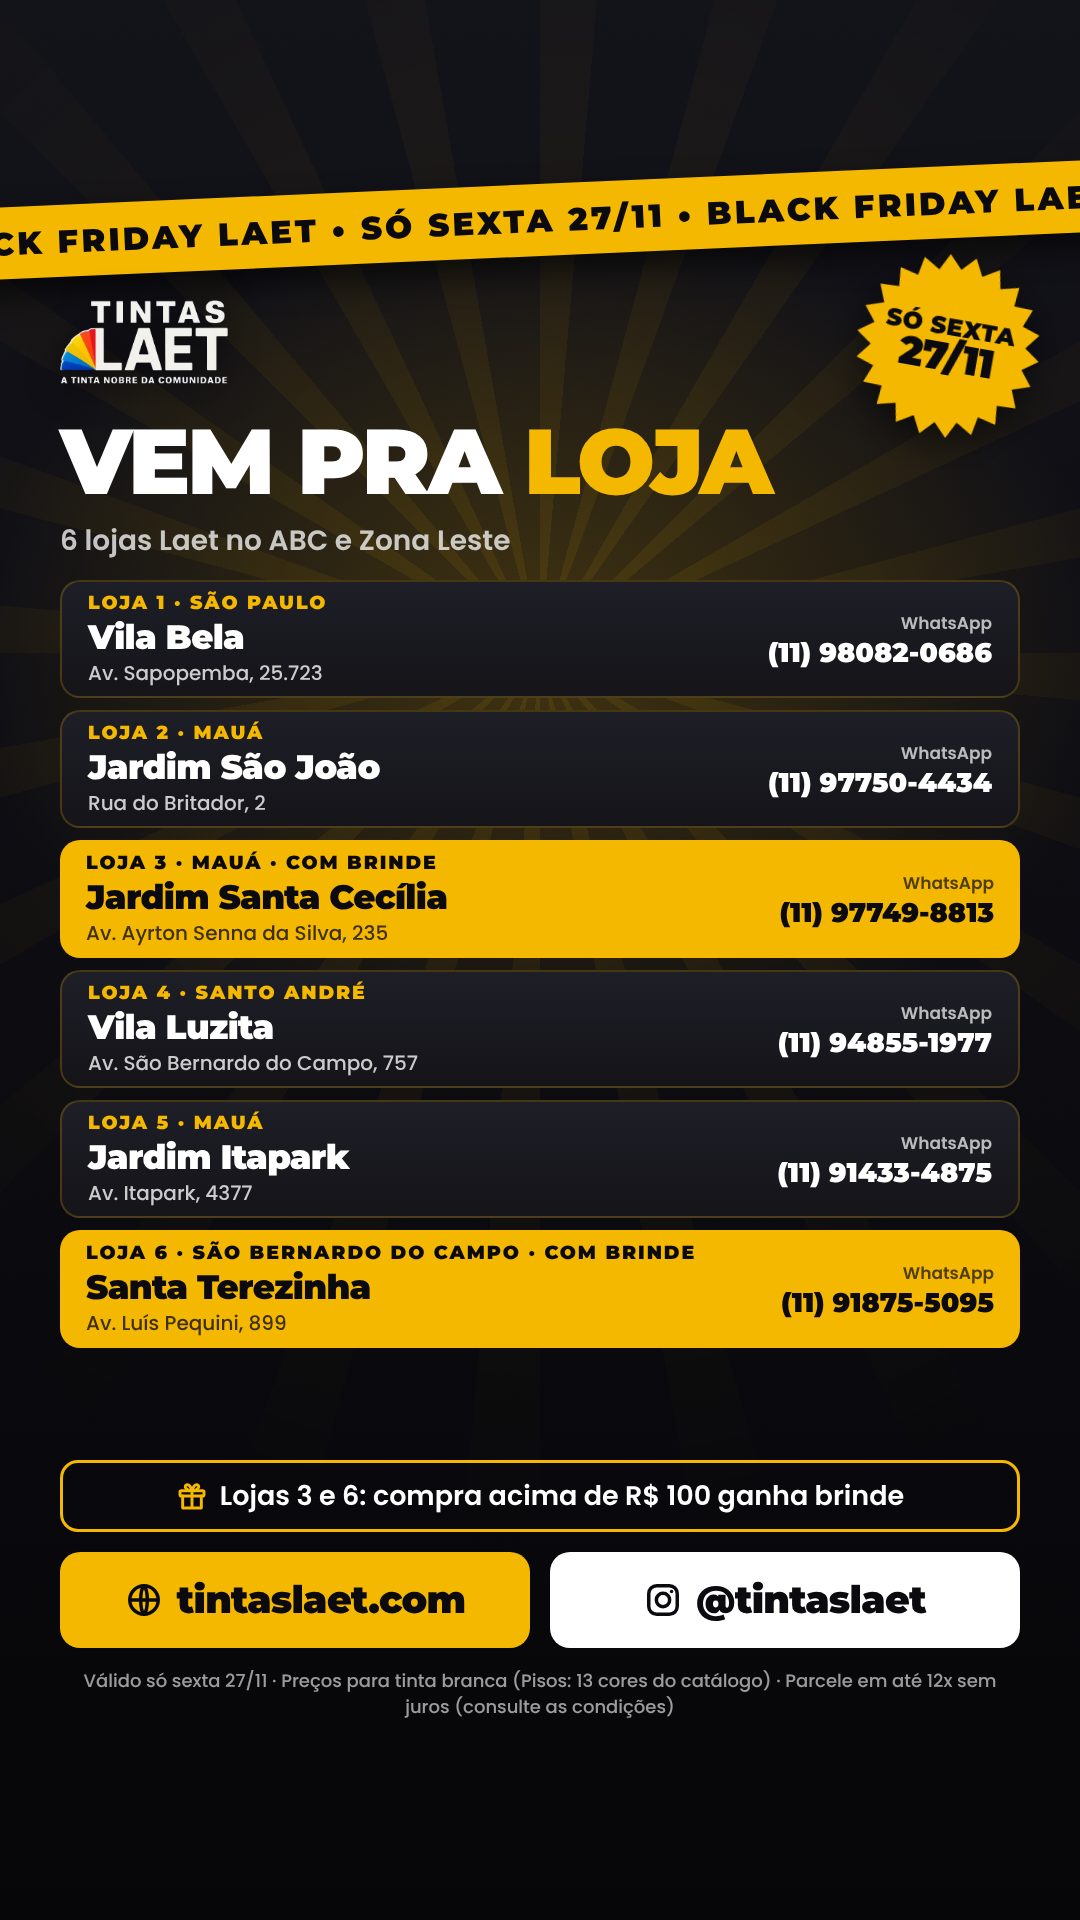 CK FRIDAY LAET • SÓ SEXTA 27/11 • BLACK FRIDAY LAE
TINTAS
LAET
A TINTA NOBRE DA COMUNIDADE
SÓ SEXTA
27/11
VEM PRA LOJA
6 lojas Laet no ABC e Zona Leste
LOJA 1 · SÃO PAULO
Vila Bela
Av. Sapopemba, 25.723
WhatsApp
(11) 98082-0686
LOJA 2 · MAUÁ
Jardim São João
Rua do Britador, 2
WhatsApp
(11) 97750-4434
LOJA 3 · MAUÁ · COM BRINDE
Jardim Santa Cecília
Av. Ayrton Senna da Silva, 235
WhatsApp
(11) 97749-8813
LOJA 4 · SANTO ANDRÉ
Vila Luzita
Av. São Bernardo do Campo, 757
WhatsApp
(11) 94855-1977
LOJA 5 · MAUÁ
Jardim Itapark
Av. Itapark, 4377
WhatsApp
(11) 91433-4875
LOJA 6 · SÃO BERNARDO DO CAMPO · COM BRINDE
Santa Terezinha
Av. Luís Pequini, 899
WhatsApp
(11) 91875-5095
Lojas 3 e 6: compra acima de R$ 100 ganha brinde
tintaslaet.com
@tintaslaet
Válido só sexta 27/11 · Preços para tinta branca (Pisos: 13 cores do catálogo) · Parcele em até 12x sem
juros (consulte as condições)